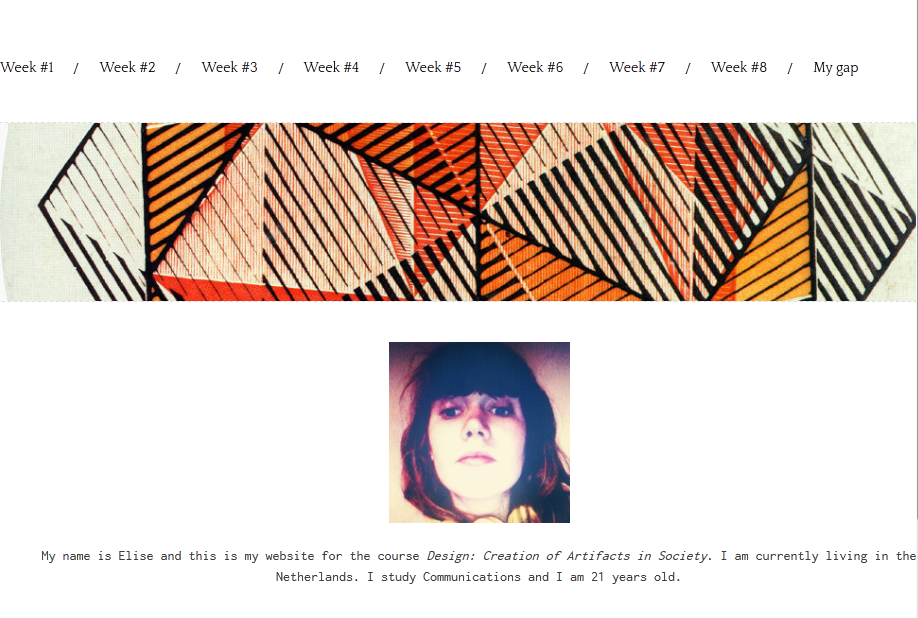 Week #1 / Week #2 / Week #3 / Week #4 / Week #5 / Week #6 / Week #7 / Week #8 / My gap
My name is Elise and this is my website for the course Design: Creation of Artifacts in Society. I am currently living in the
Netherlands. I study Communications and I am 21 years old.